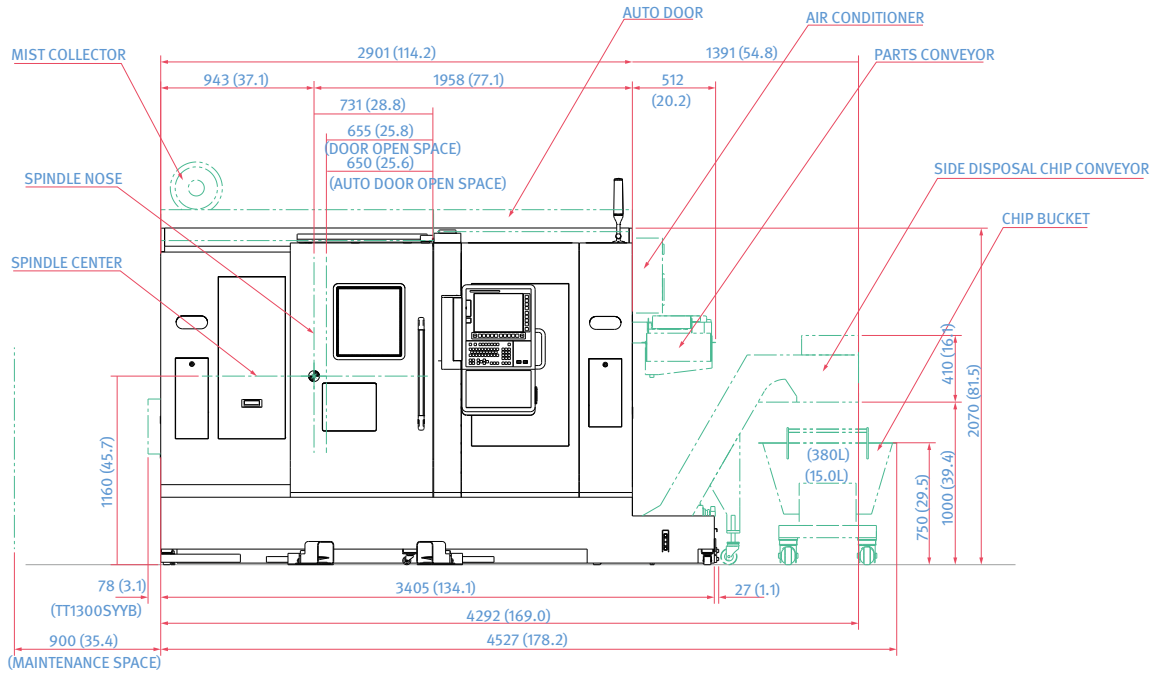 AUTO DOOR
AIR CONDITIONER
MIST COLLECTOR
2901 (114.2)
1391 (54.8)
PARTS CONVEYOR
943 (37.1)
1958 (77.1)
512
(20.2)
731 (28.8)
655 (25.8)
(DOOR OPEN SPACE)
650 (25.6)
(AUTO DOOR OPEN SPACE)
SPINDLE NOSE
SIDE DISPOSAL CHIP CONVEYOR
CHIP BUCKET
SPINDLE CENTER
410 (16.1)
2070 (81.5)
1160 (45.7)
(380L)
(15.0L)
750 (29.5)
1000 (39.4)
78 (3.1)
(TT1300SYYB)
3405 (134.1)
27 (1.1)
4292 (169.0)
900 (35.4)
(MAINTENANCE SPACE)
4527 (178.2)